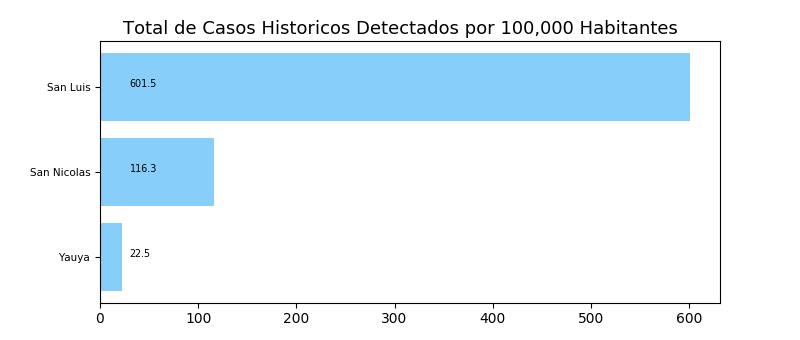 Total de Casos Historicos Detectados por 100,000 Habitantes
San Luis
601.5
San Nicolas
116.3
Yauya
22.5
0 100 200 300 400 500 600